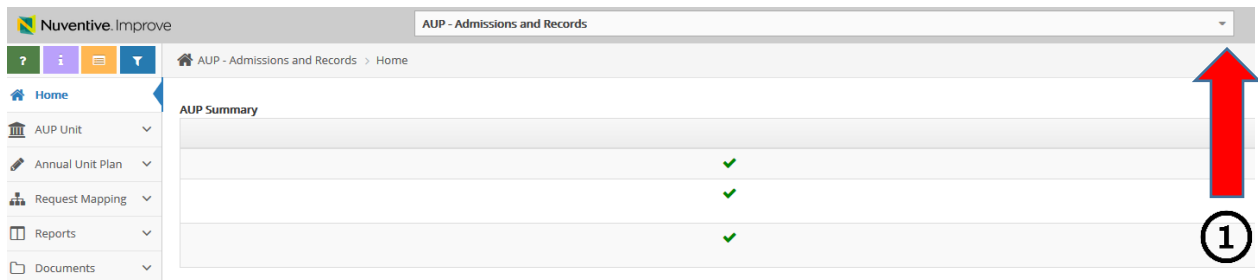 Nuventive. Improve
AUP - Admissions and Records
? i
AUP - Admissions and Records > Home
Home
AUP Summary
AUP Unit
Annual Unit Plan
Request Mapping
Reports
Documents
1